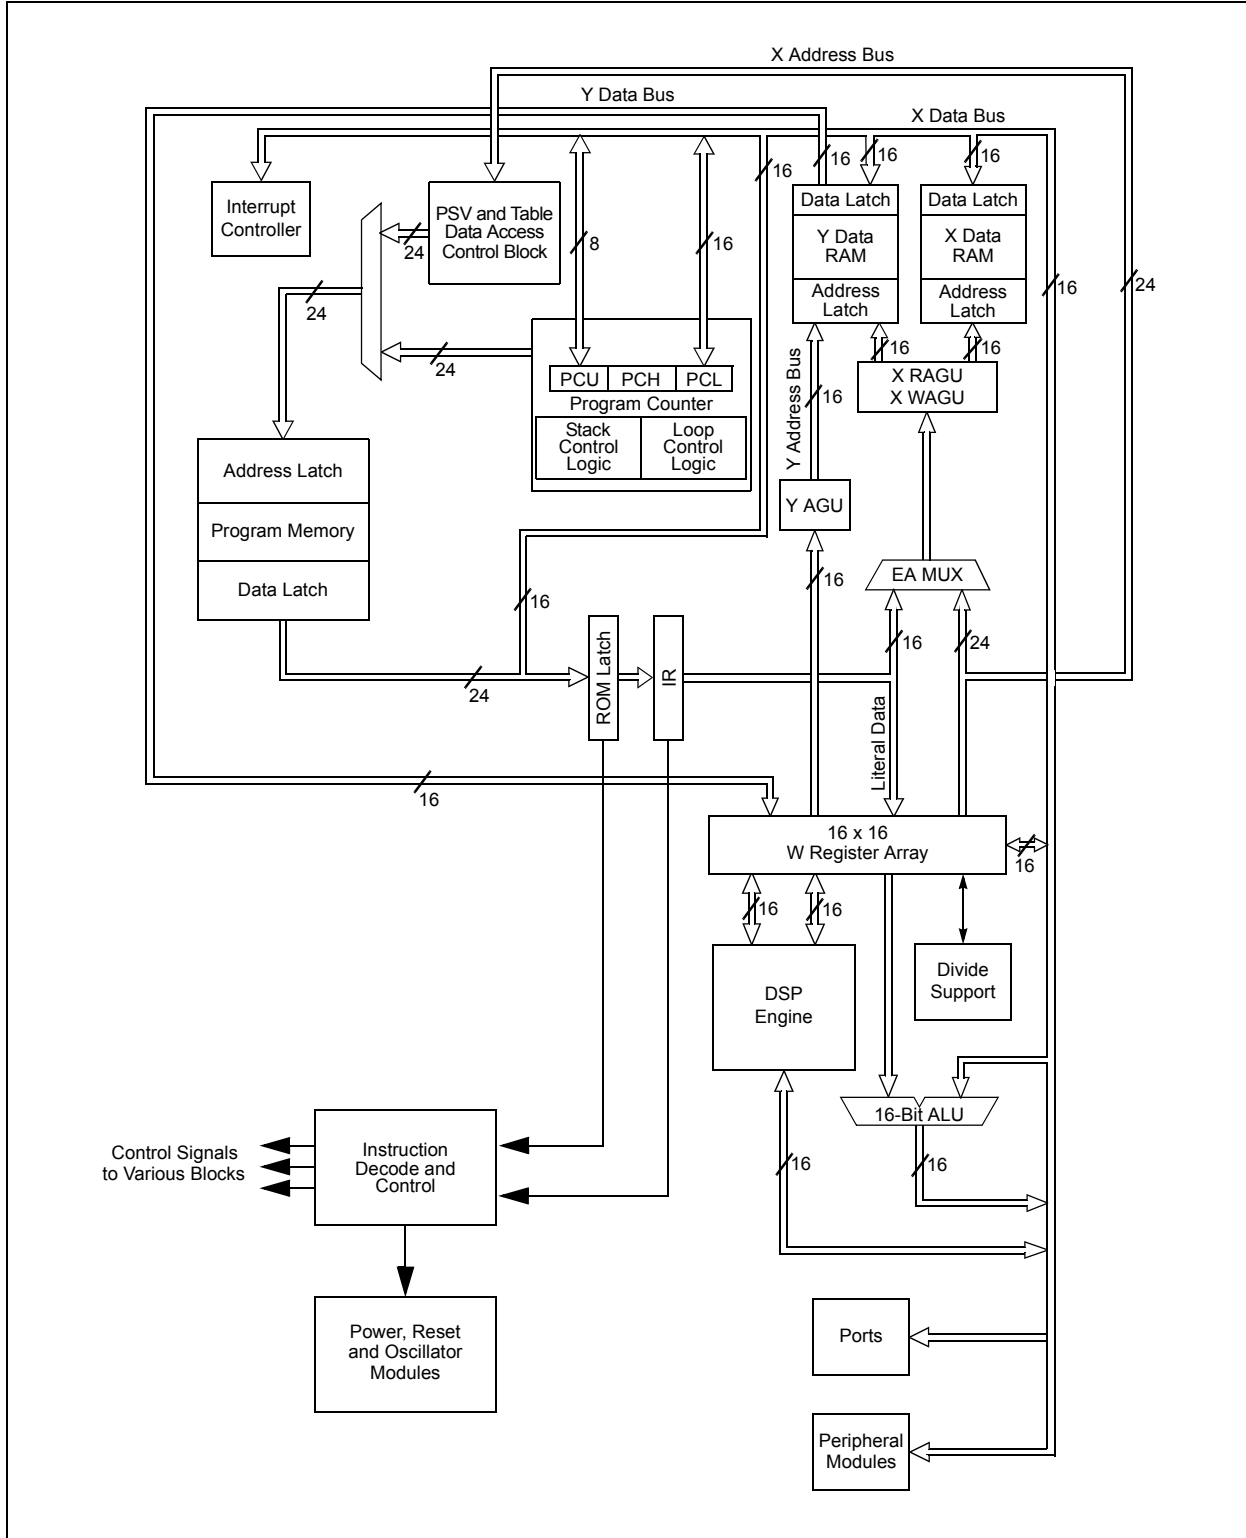 X Address Bus
Y Data Bus
X Data Bus
16
16
16
16
Interrupt
Controller
PSV and Table
Data Access
Control Block
Data Latch
Y Data
RAM
Address
Latch
Data Latch
X Data
RAM
Address
Latch
24
8
16
24
16
24
24
16
16
X RAGU
X WAGU
PCU
PCH
PCL
Program Counter
Stack
Control
Logic
Loop
Control
Logic
Y Address Bus
16
Address Latch
Program Memory
Data Latch
Y AGU
EA MUX
16
16
16
24
24
ROM Latch
IR
Literal Data
16
16 x 16
W Register Array
16
16
16
DSP
Engine
Divide
Support
16-Bit ALU
16
16
Control Signals
to Various Blocks
Instruction
Decode and
Control
Power, Reset
and Oscillator
Modules
Ports
Peripheral
Modules